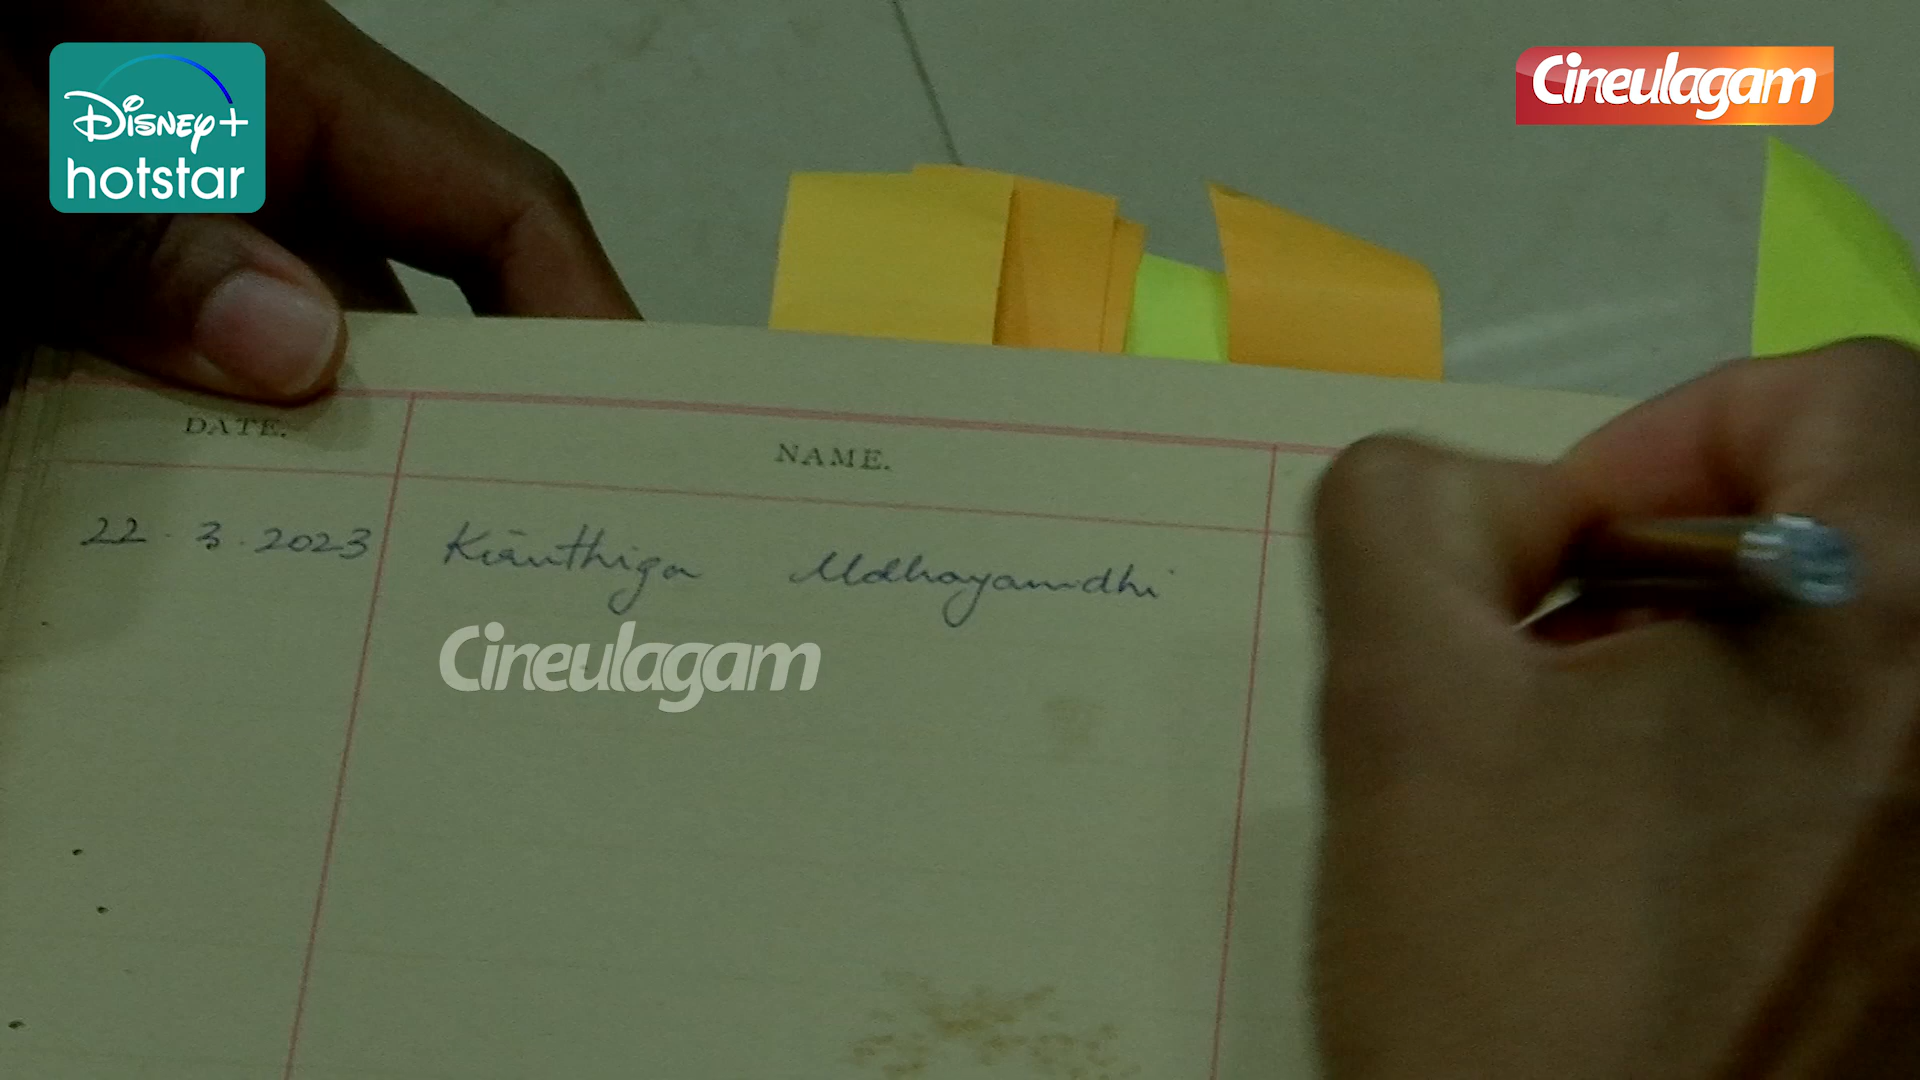 Disney+
hotstar
Cineulagam
DATE.
NAME.
22.3.2023 Kiruthiga Udhayanidhi
Cineulagam